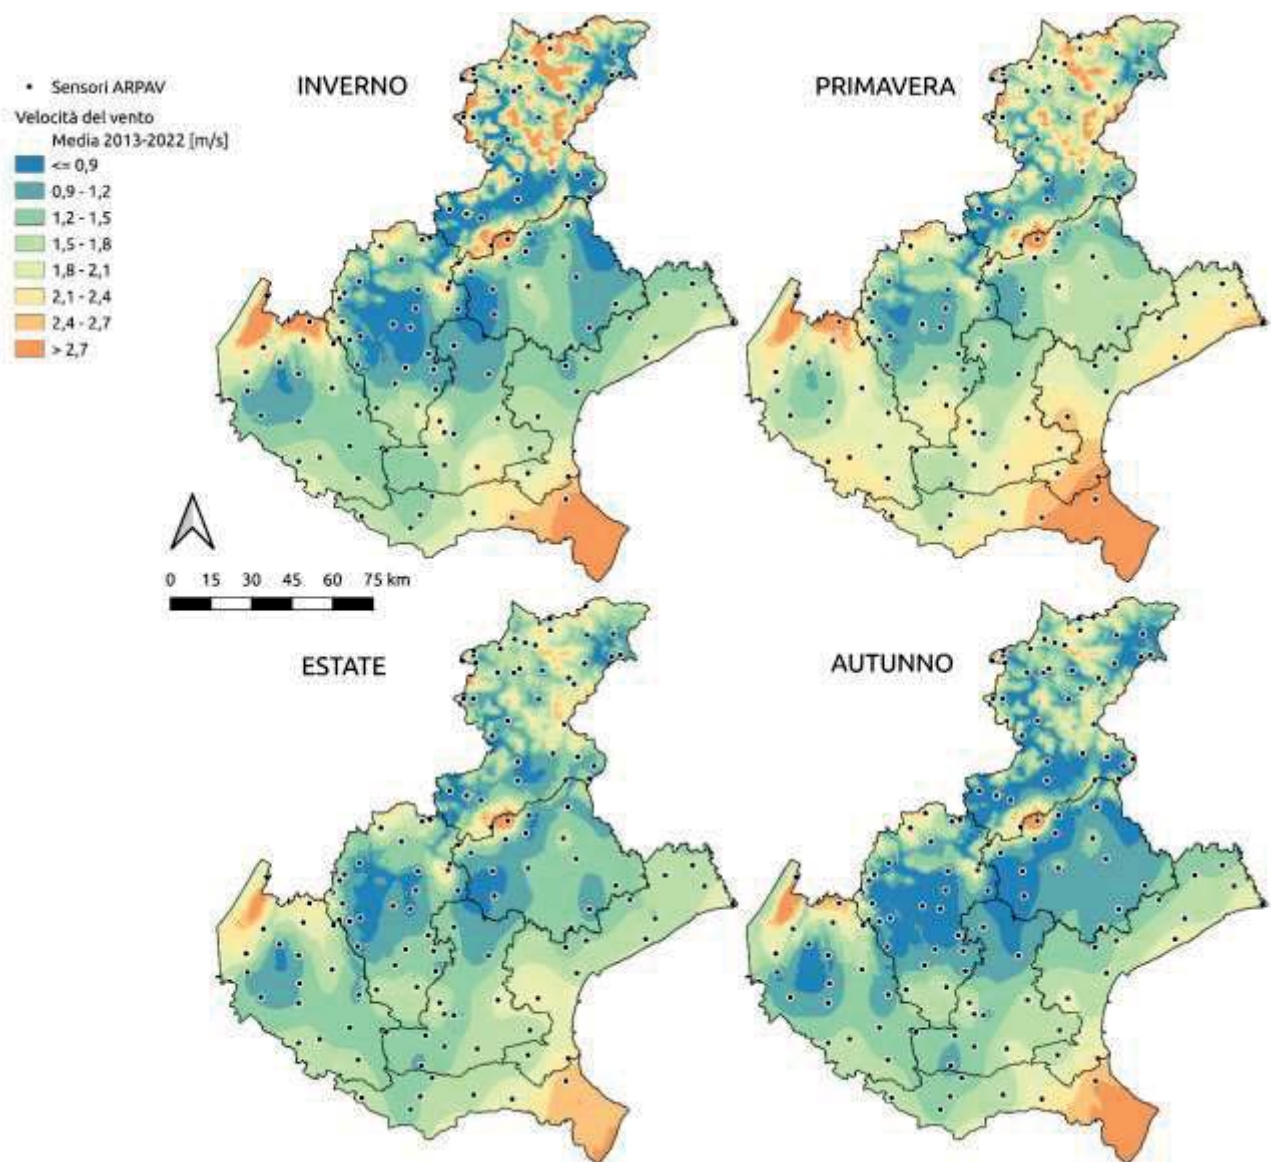 INVERNO
PRIMAVERA
Sensori ARPAV
Velocità del vento
Media 2013-2022 [m/s]
<= 0,9
0,9 - 1,2
1,2 - 1,5
1,5 - 1,8
1,8 - 2,1
2,1 - 2,4
2,4 - 2,7
> 2,7
0 15 30 45 60 75 km
ESTATE
AUTUNNO